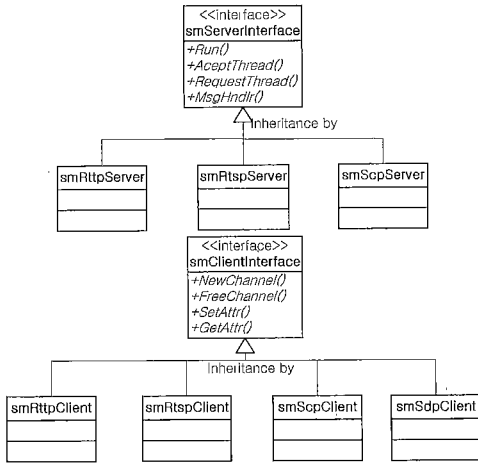 <<interface>>
smServerInterface
+Run()
+AceptThread()
+RequestThread()
+MsgHndlr()
Inheritance by
smRttpServer
smRtspServer
smScpServer
<<interface>>
smClientInterface
+NewChannel()
+FreeChannel()
+SetAttr()
+GetAttr()
Inheritance by
smRttpClient
smRtspClient
smScpClient
smSdpClient